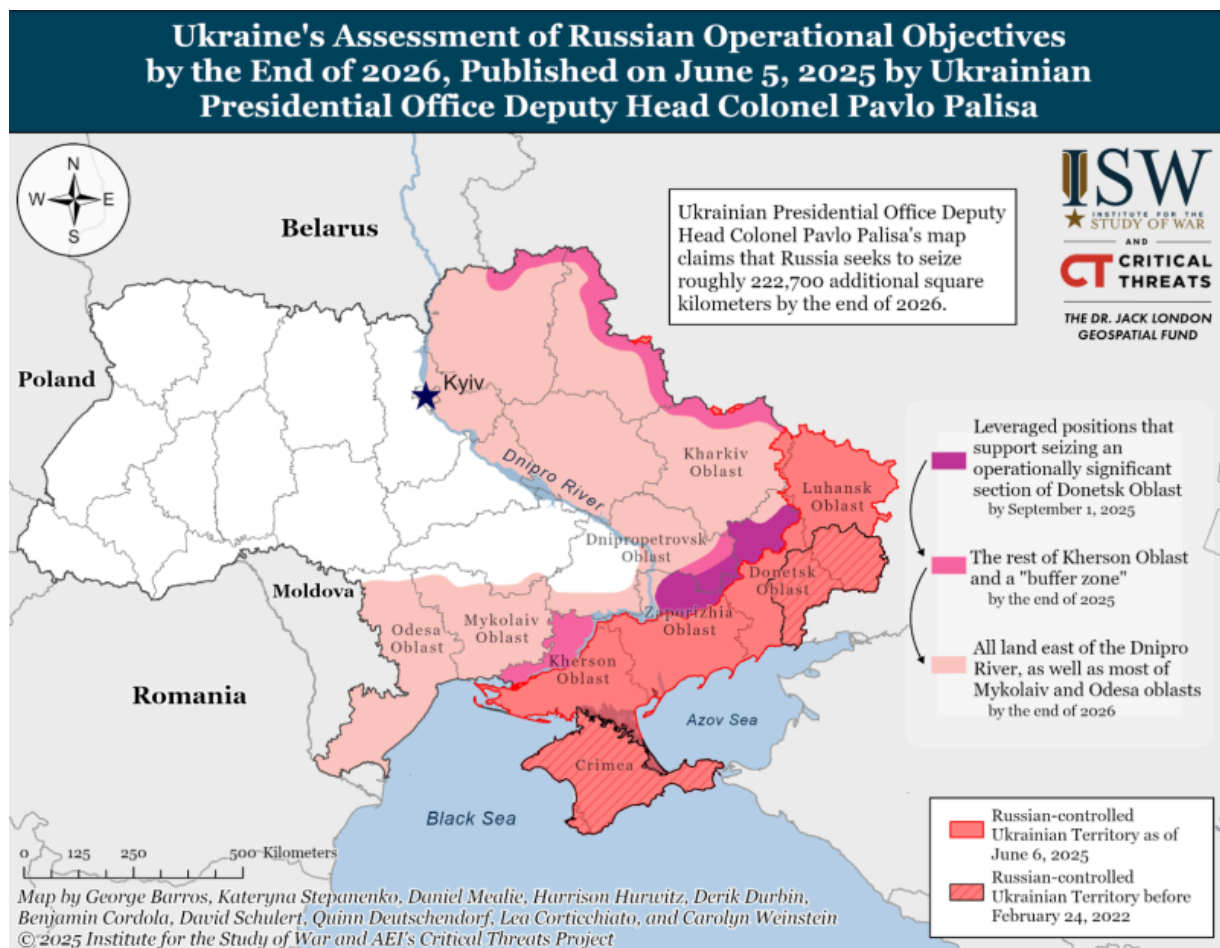 Ukraine's Assessment of Russian Operational Objectives
by the End of 2026, Published on June 5, 2025 by Ukrainian
Presidential Office Deputy Head Colonel Pavlo Palisa
N
W
E
S
Belarus
Ukrainian Presidential Office Deputy
Head Colonel Pavlo Palisa's map
claims that Russia seeks to seize
roughly 222,700 additional square
kilometers by the end of 2026.
ISW
INSTITUTE FOR THE
STUDY OF WAR
AND
CT CRITICAL
THREATS
THE DR. JACK LONDON
GEOSPATIAL FUND
Poland
Kyiv
Dnipro River
Kharkiv
Oblast
Luhansk
Oblast
Dnipropetrovsk
Oblast
Donetsk
Oblast
Moldova
Zaporizhia
Oblast
Mykolaiv
Oblast
Odesa
Oblast
Kherson
Oblast
Romania
Azov Sea
Crimea
Black Sea
Leveraged positions that
support seizing an
operationally significant
section of Donetsk Oblast
by September 1, 2025
The rest of Kherson Oblast
and a "buffer zone"
by the end of 2025
All land east of the Dnipro
River, as well as most of
Mykolaiv and Odesa oblasts
by the end of 2026
Russian-controlled
Ukrainian Territory as of
June 6, 2025
Russian-controlled
Ukrainian Territory before
February 24, 2022
0 125 250 500 Kilometers
Map by George Barros, Kateryna Stepanenko, Daniel Mealie, Harrison Hurwitz, Derik Durbin,
Benjamin Cordola, David Schulert, Quinn Deutschendorf, Lea Corticchiato, and Carolyn Weinstein
© 2025 Institute for the Study of War and AEI's Critical Threats Project